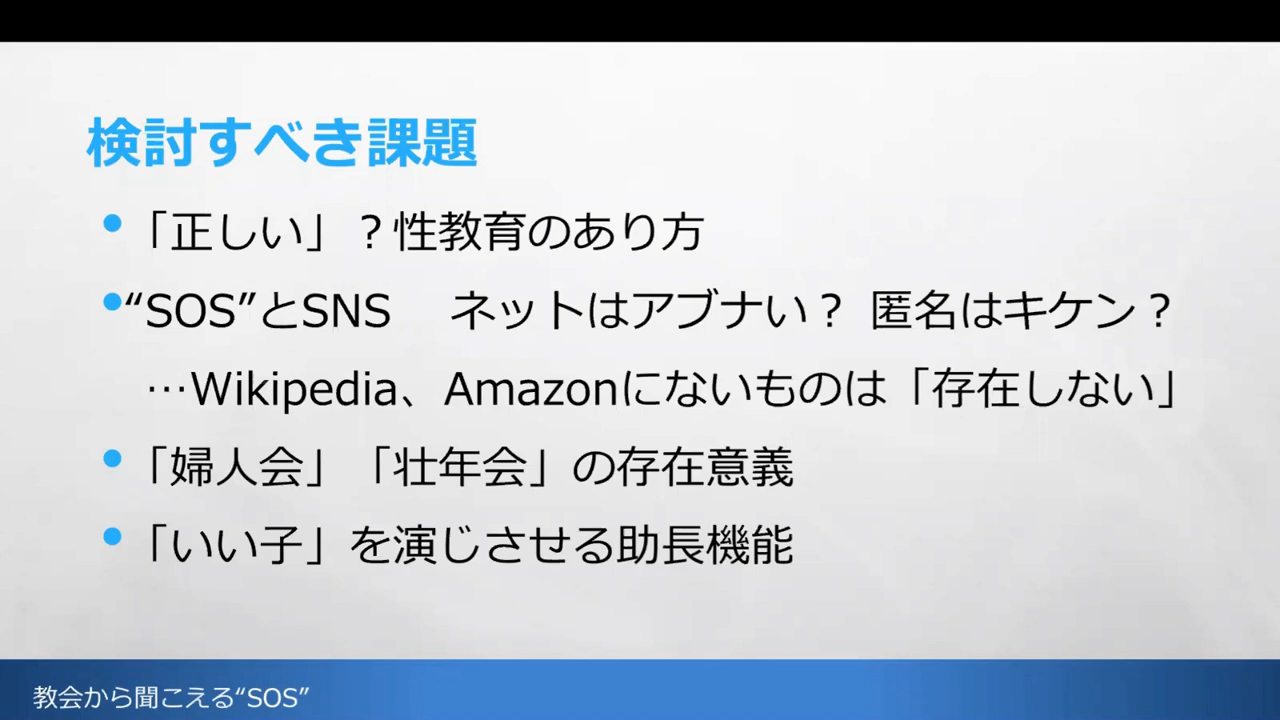 検討すべき課題
•「正しい」？性教育のあり方
•“SOS”とSNS　ネットはアブナい？ 匿名はキケン？
…Wikipedia、Amazonにないものは「存在しない」
•「婦人会」「壮年会」の存在意義
•「いい子」を演じさせる助長機能
教会から聞こえる“SOS”